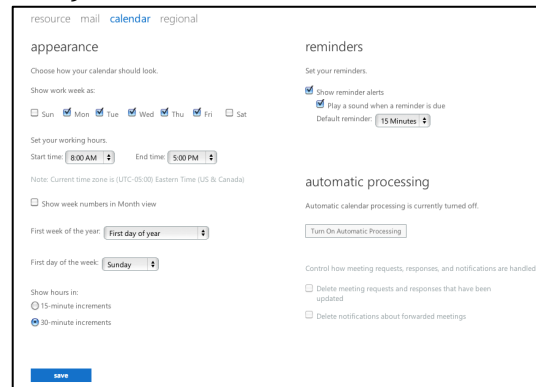 resource mail calendar regional
appearance
Choose how your calendar should look.
Show work week as:
Sun Mon Tue Wed Thu Fri Sat
Set your working hours.
Start time: 8:00 AM End time: 5:00 PM
Note: Current time zone is (UTC-05:00) Eastern Time (US & Canada)
Show week numbers in Month view
First week of the year: First day of year
First day of the week: Sunday
Show hours in:
15-minute increments
30-minute increments
save
reminders
Set your reminders.
Show reminder alerts
Play a sound when a reminder is due
Default reminder: 15 Minutes
automatic processing
Automatic calendar processing is currently turned off.
Turn On Automatic Processing
Control how meeting requests, responses, and notifications are handled
Delete meeting requests and responses that have been
updated
Delete notifications about forwarded meetings